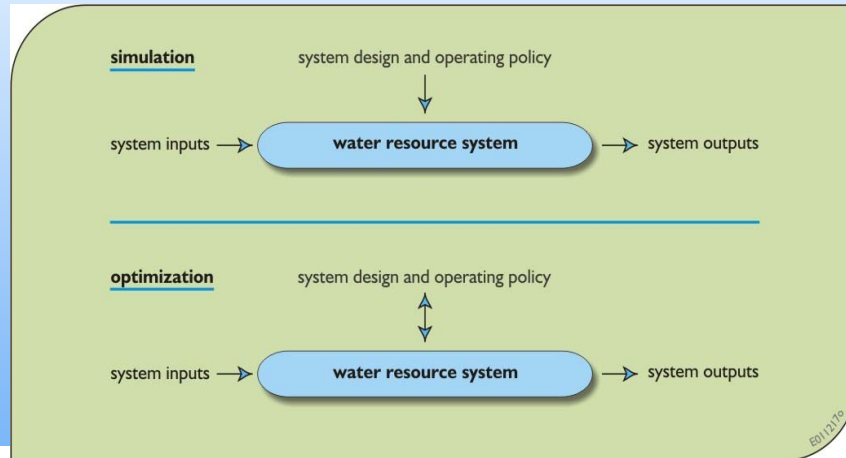 simulation
system design and operating policy
system inputs
water resource system
system outputs
optimization
system design and operating policy
system inputs
water resource system
system outputs
E011217o